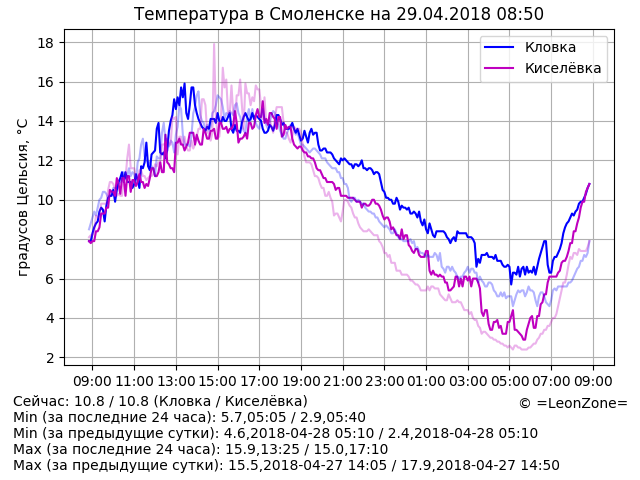 Температура в Смоленске на 29.04.2018 08:50
Кловка
Киселёвка
градусов Цельсия, °C
18
16
14
12
10
8
6
4
2
09:00 11:00 13:00 15:00 17:00 19:00 21:00 23:00 01:00 03:00 05:00 07:00 09:00
Сейчас: 10.8 / 10.8 (Кловка / Киселёвка)
© =LeonZone=
Min (за последние 24 часа): 5.7,05:05 / 2.9,05:40
Min (за предыдущие сутки): 4.6,2018-04-28 05:10 / 2.4,2018-04-28 05:10
Max (за последние 24 часа): 15.9,13:25 / 15.0,17:10
Max (за предыдущие сутки): 15.5,2018-04-27 14:05 / 17.9,2018-04-27 14:50